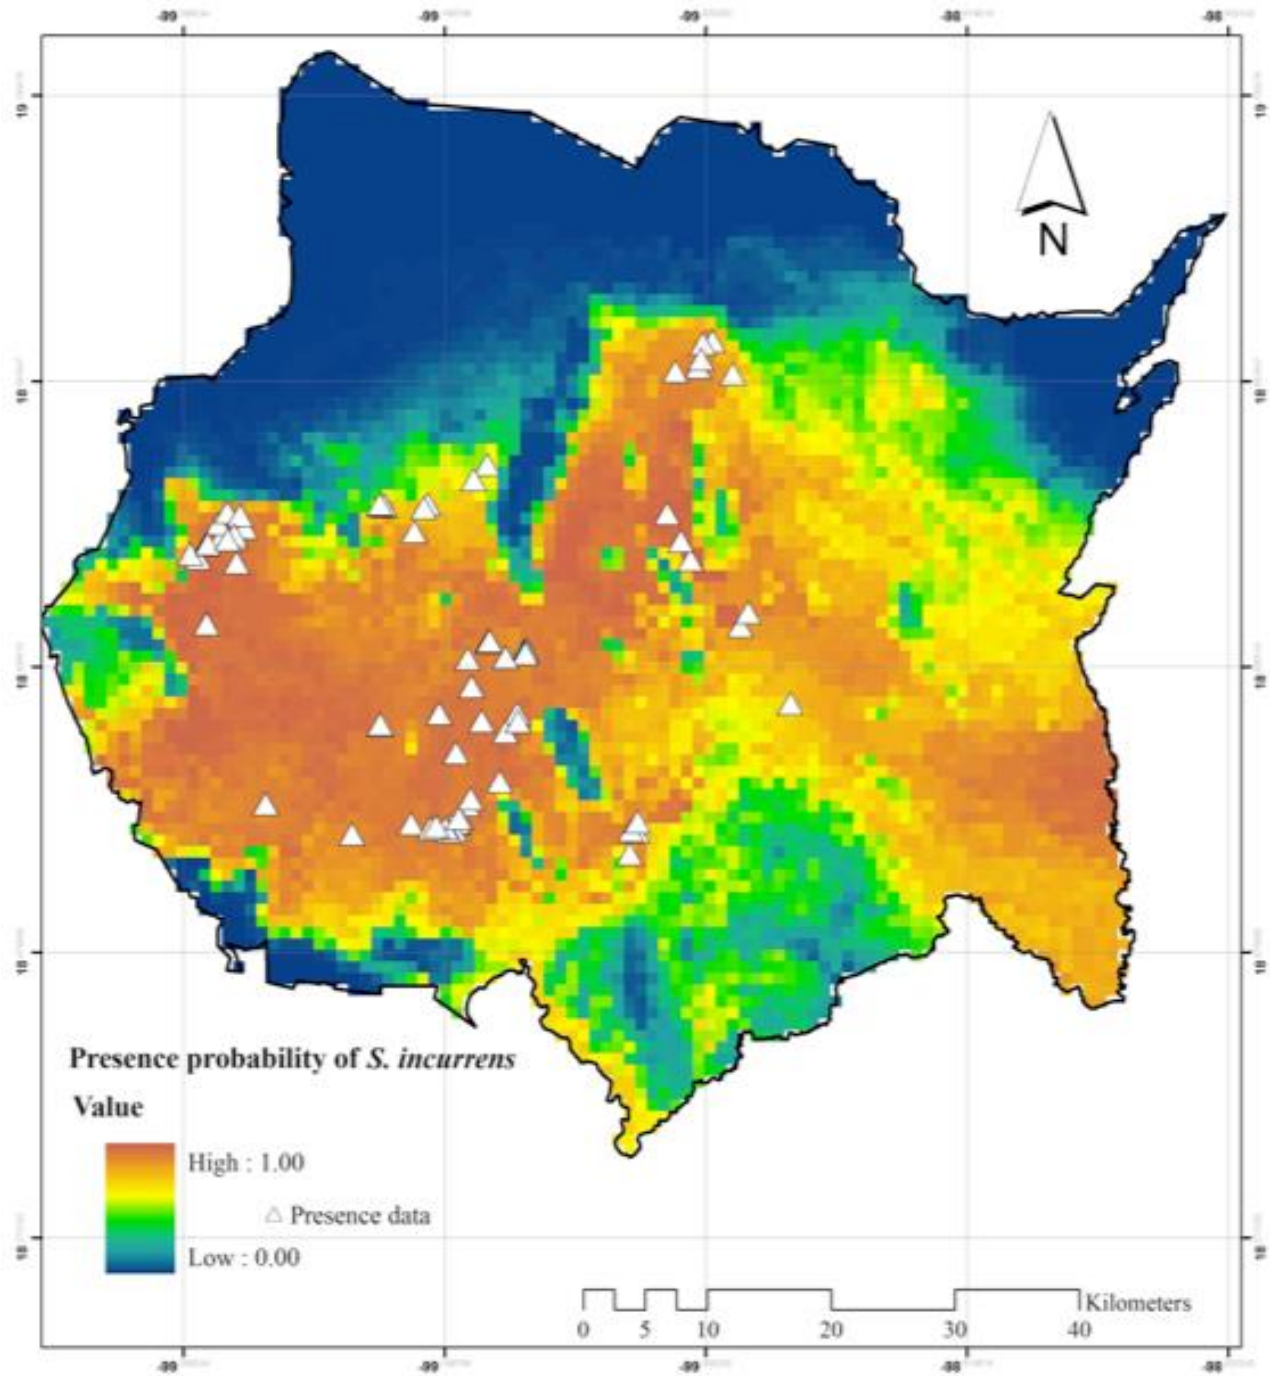 -99 -99 -99 -98 -98
19 19
N
18 18
18 18
18 18
Presence probability of S. incurrens
Value
High : 1.00
Presence data
Low : 0.00
18 18
Kilometers
0 5 10 20 30 40
-99 -99 -99 -98 -98